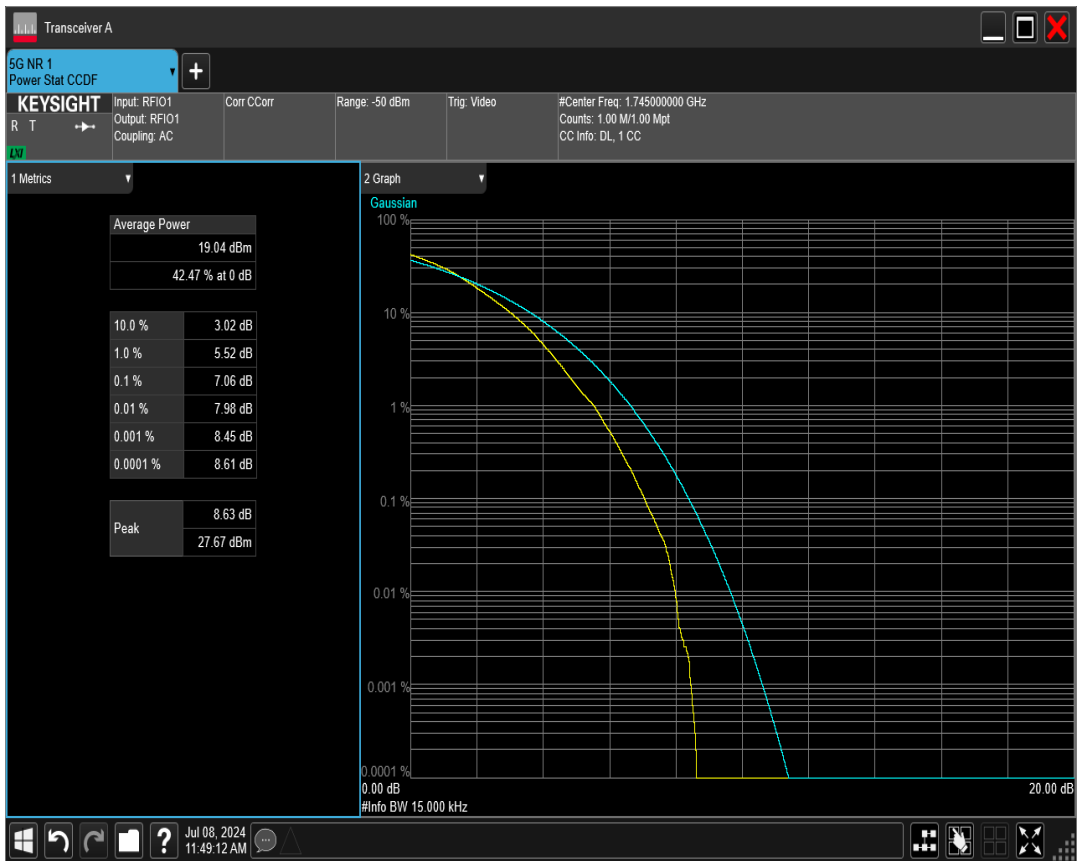 Transceiver A
5G NR 1
Power Stat CCDF
+
KEYSIGHT
R T
LXI
Input: RFIO1
Output: RFIO1
Coupling: AC
Corr CCorr
Range: -50 dBm
Trig: Video
#Center Freq: 1.745000000 GHz
Counts: 1.00 M/1.00 Mpt
CC Info: DL, 1 CC
1 Metrics
Average Power
19.04 dBm
42.47 % at 0 dB
10.0 % 3.02 dB
1.0 % 5.52 dB
0.1 % 7.06 dB
0.01 % 7.98 dB
0.001 % 8.45 dB
0.0001 % 8.61 dB
Peak
8.63 dB
27.67 dBm
2 Graph
Gaussian
100 %
10 %
1 %
0.1 %
0.01 %
0.001 %
0.0001 %
0.00 dB 20.00 dB
#Info BW 15.000 kHz
?
Jul 08, 2024
11:49:12 AM